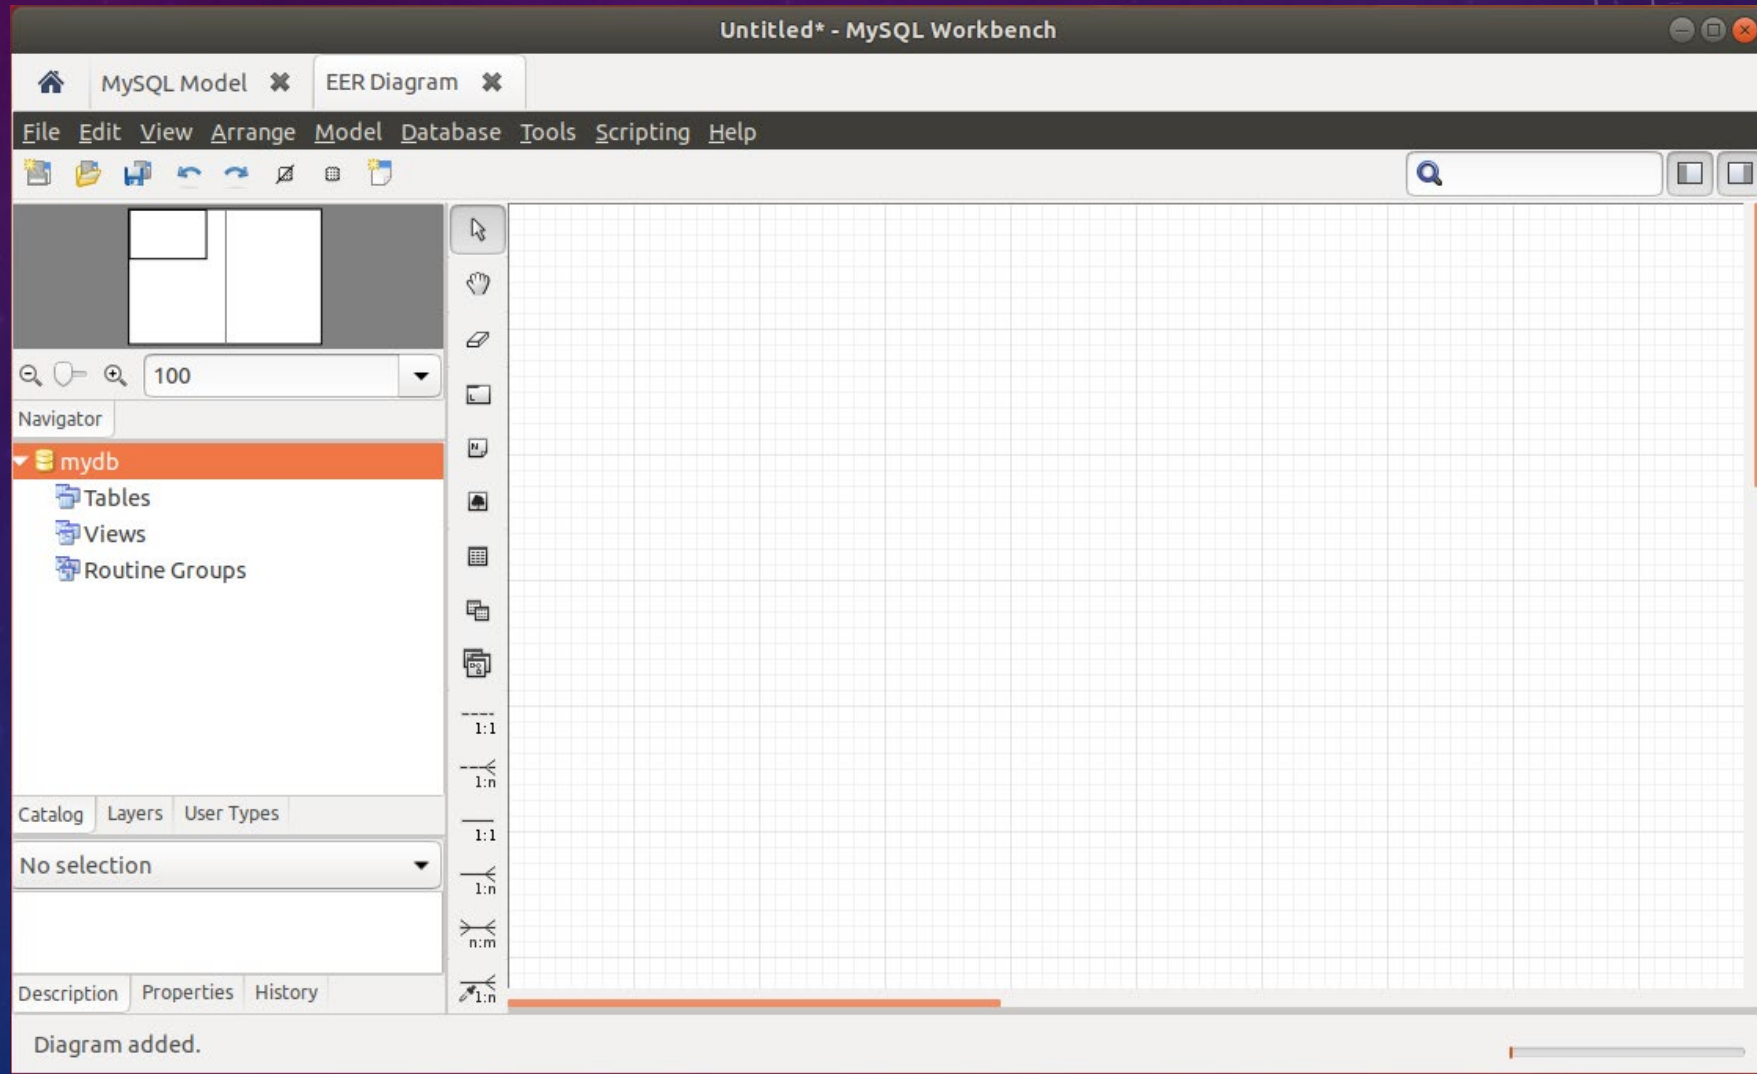 Untitled* - MySQL Workbench
MySQL Model
EER Diagram
File Edit View Arrange Model Database Tools Scripting Help
100
Navigator
mydb
Tables
Views
Routine Groups
Catalog Layers User Types
No selection
Description Properties History
L
N
1:1
1:n
1:1
1:n
n:m
1:n
Diagram added.